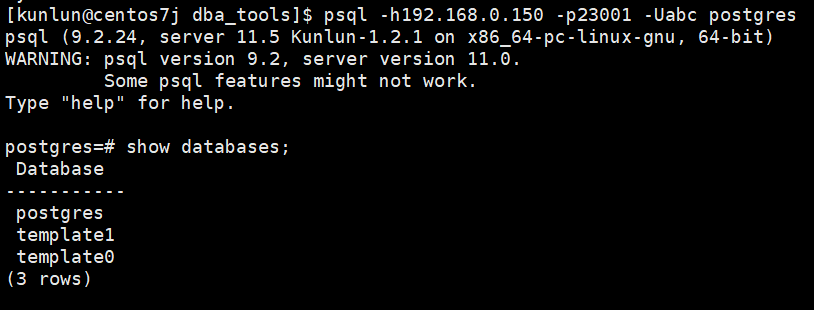 [kunlun@centos7j dba_tools]$ psql -h192.168.0.150 -p23001 -Uabc postgres
psql (9.2.24, server 11.5 Kunlun-1.2.1 on x86_64-pc-linux-gnu, 64-bit)
WARNING: psql version 9.2, server version 11.0.
         Some psql features might not work.
Type "help" for help.

postgres=# show databases;
 Database
-----------
 postgres
 template1
 template0
(3 rows)